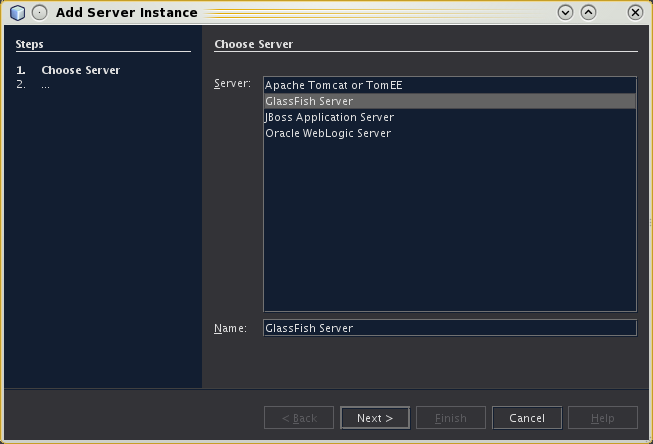 Add Server Instance
Steps
1. Choose Server
2. ...
Choose Server
Server:
Apache Tomcat or TomEE
GlassFish Server
JBoss Application Server
Oracle WebLogic Server
Name: GlassFish Server
< Back Next > Finish Cancel Help